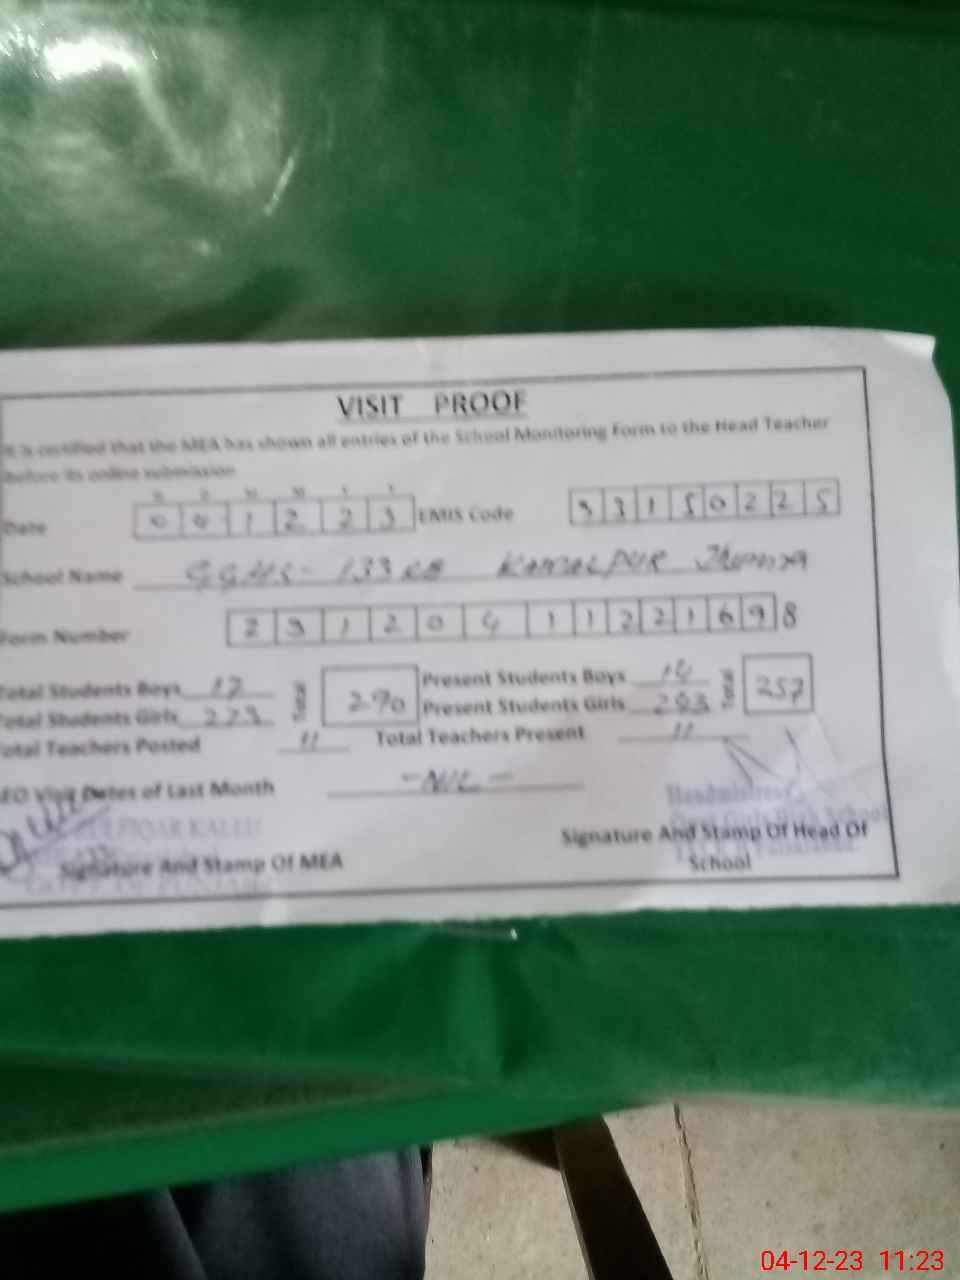 VISIT PROOF
It is certified that the MEA has shown all entries of the School Monitoring Form to the Head Teacher
before its online submission
D D M M Y Y
Date 0 4 1 2 2 3 EMIS Code 3 3 1 5 0 2 2 5
School Name GGHS - 133 RB KAMALPUR
Form Number 2 3 1 2 0 4 1 1 2 2 1 6 9 8
Total Students Boys 17 Total 290 Present Students Boys 14 Total 257
Total Students Girls 273 Present Students Girls 243
Total Teachers Posted 11 Total Teachers Present 11
Visit Dates of Last Month - NIL -
Headmistress
Govt Girls High School
Signature And Stamp Of MEA
Signature And Stamp Of Head Of
School
04-12-23 11:23